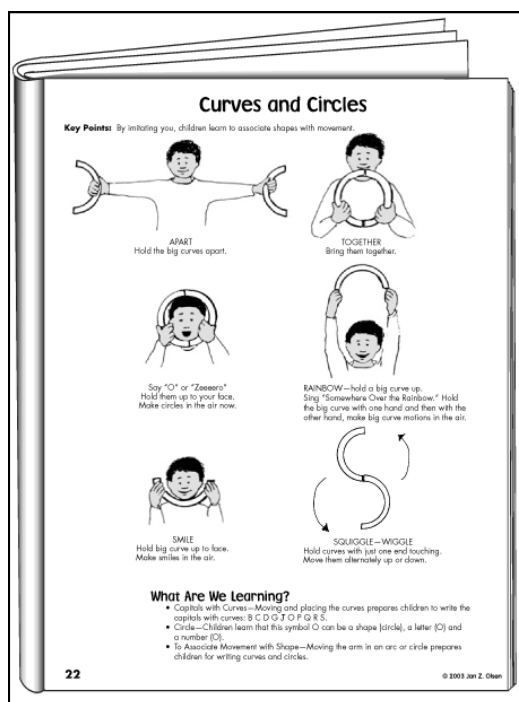 Curves and Circles
Key Points: By imitating you, children learn to associate shapes with movement.
APART
Hold the big curves apart.
TOGETHER
Bring them together.
Say "O" or "Zeeeero"
Hold them up to your face.
Make circles in the air now.
RAINBOW—hold a big curve up.
Sing "Somewhere Over the Rainbow." Hold
the big curve with one hand and then with the
other hand, make big curve motions in the air.
SMILE
Hold big curve up to face.
Make smiles in the air.
SQUIGGLE—WIGGLE
Hold curves with just one end touching.
Move them alternately up or down.
What Are We Learning?
• Capitals with Curves—Moving and placing the curves prepares children to write the
capitals with curves: B C D G J O P Q R S.
• Circle—Children learn that this symbol O can be a shape (circle), a letter (O) and
a number (O).
• To Associate Movement with Shape—Moving the arm in an arc or circle prepares
children for writing curves and circles.
22
© 2003 Jan Z. Olsen